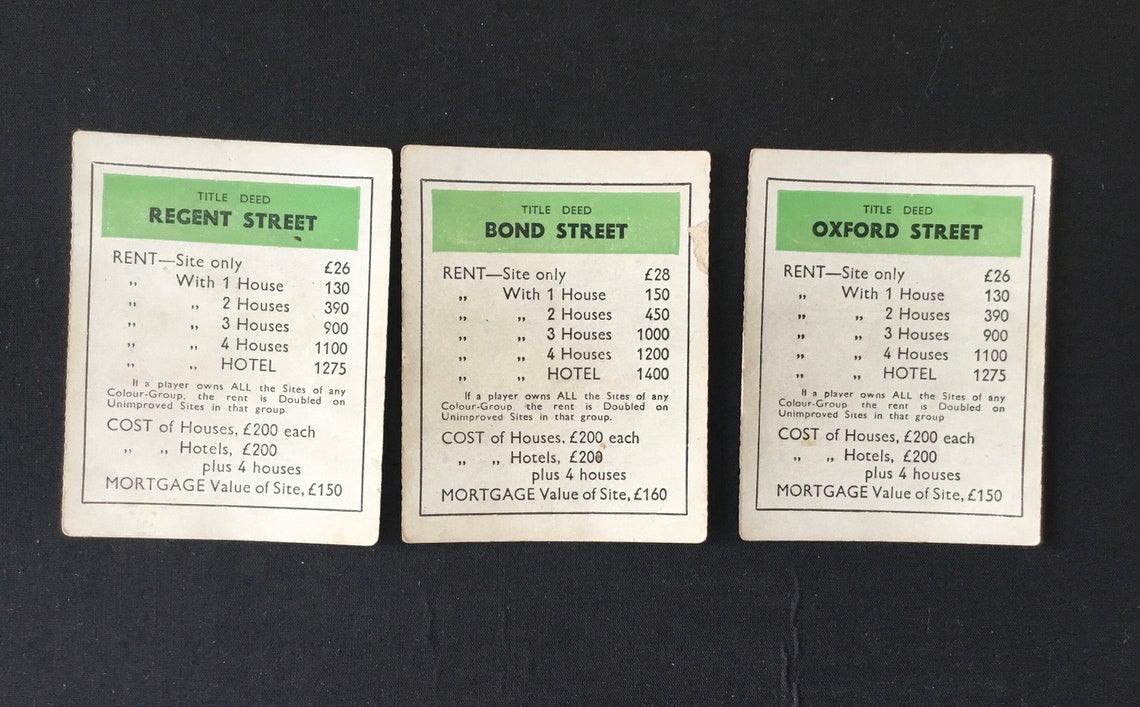 TITLE DEED
REGENT STREET
RENT—Site only £26
„ With 1 House 130
„ „ 2 Houses 390
„ „ 3 Houses 900
„ „ 4 Houses 1100
„ „ HOTEL 1275
If a player owns ALL the Sites of any
Colour-Group, the rent is Doubled on
Unimproved Sites in that group.
COST of Houses, £200 each
„ „ Hotels, £200
plus 4 houses
MORTGAGE Value of Site, £150
TITLE DEED
BOND STREET
RENT—Site only £28
„ With 1 House 150
„ „ 2 Houses 450
„ „ 3 Houses 1000
„ „ 4 Houses 1200
„ „ HOTEL 1400
If a player owns ALL the Sites of any
Colour-Group, the rent is Doubled on
Unimproved Sites in that group.
COST of Houses, £200 each
„ „ Hotels, £200
plus 4 houses
MORTGAGE Value of Site, £160
TITLE DEED
OXFORD STREET
RENT—Site only £26
„ With 1 House 130
„ „ 2 Houses 390
„ „ 3 Houses 900
„ „ 4 Houses 1100
„ „ HOTEL 1275
If a player owns ALL the Sites of any
Colour-Group the rent is Doubled on
Unimproved Sites in that group
COST of Houses, £200 each
„ „ Hotels, £200
plus 4 houses
MORTGAGE Value of Site, £150